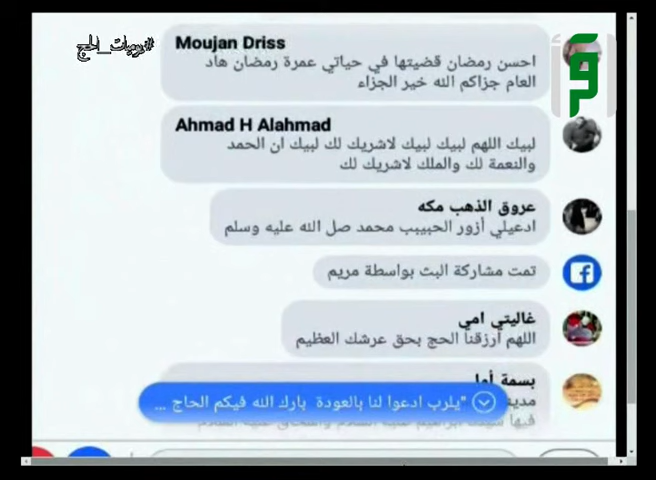 #يوميات_الحج
اقرأ
Moujan Driss
احسن رمضان قضيتها في حياتي عمرة رمضان هاد
العام جزاكم الله خير الجزاء
Ahmad H Alahmad
لبيك اللهم لبيك لبيك لاشريك لك لبيك ان الحمد
والنعمة لك والملك لاشريك لك
عروق الذهب مكه
ادعيلي أزور الحبيبب محمد صل الله عليه وسلم
تمت مشاركة البث بواسطة مريم
غاليتي امي
اللهم ارزقنا الحج بحق عرشك العظيم
بسمة
"يلرب ادعوا لنا بالعودة بارك الله فيكم الحاج ...